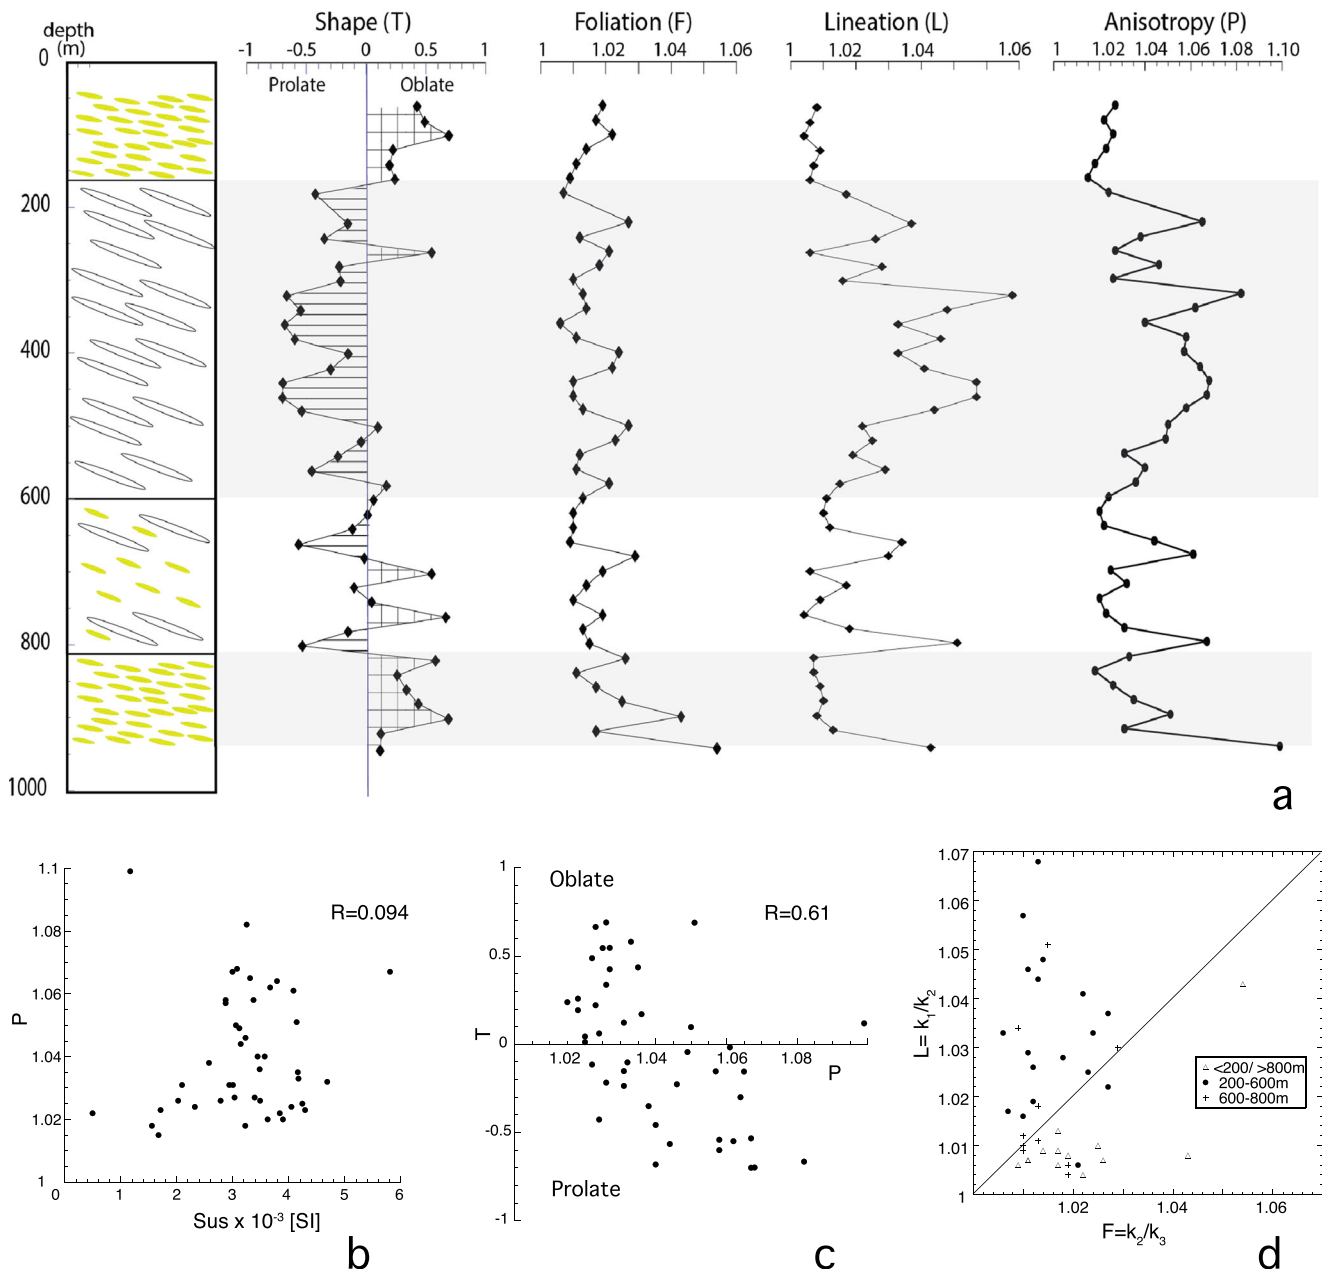 depth
(m)
Shape (T)
Foliation (F)
Lineation (L)
Anisotropy (P)
-1 -0.5 0 0.5 1
1 1.02 1.04 1.06
1 1.02 1.04 1.06
1 1.02 1.04 1.06 1.08 1.10
Prolate Oblate
0
200
400
600
800
1000
a
1.1
1.08
1.06
1.04
1.02
1
P
R=0.094
0 1 2 3 4 5 6
Sus x 10⁻³ [SI]
b
1
0.5
0
-0.5
-1
T
Oblate
R=0.61
1.02 1.04 1.06 1.08
P
Prolate
c
1.07
1.06
1.05
1.04
1.03
1.02
1.01
1
L= k₁/k₂
△ <200/ >800m
● 200-600m
+ 600-800m
1.02 1.04 1.06
F=k₂/k₃
d